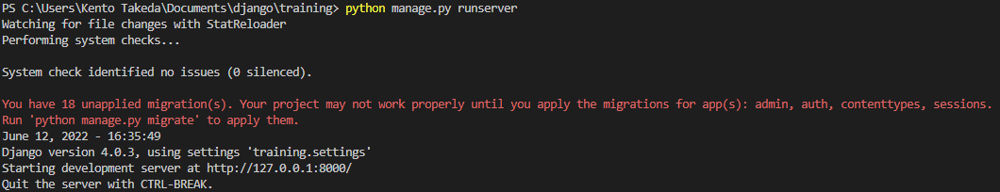 PS C:\Users\Kento Takeda\Documents\django\training> python manage.py runserver
Watching for file changes with StatReloader
Performing system checks...
System check identified no issues (0 silenced).
You have 18 unapplied migration(s). Your project may not work properly until you apply the migrations for app(s): admin, auth, contenttypes, sessions.
Run 'python manage.py migrate' to apply them.
June 12, 2022 - 16:35:49
Django version 4.0.3, using settings 'training.settings'
Starting development server at http://127.0.0.1:8000/
Quit the server with CTRL-BREAK.